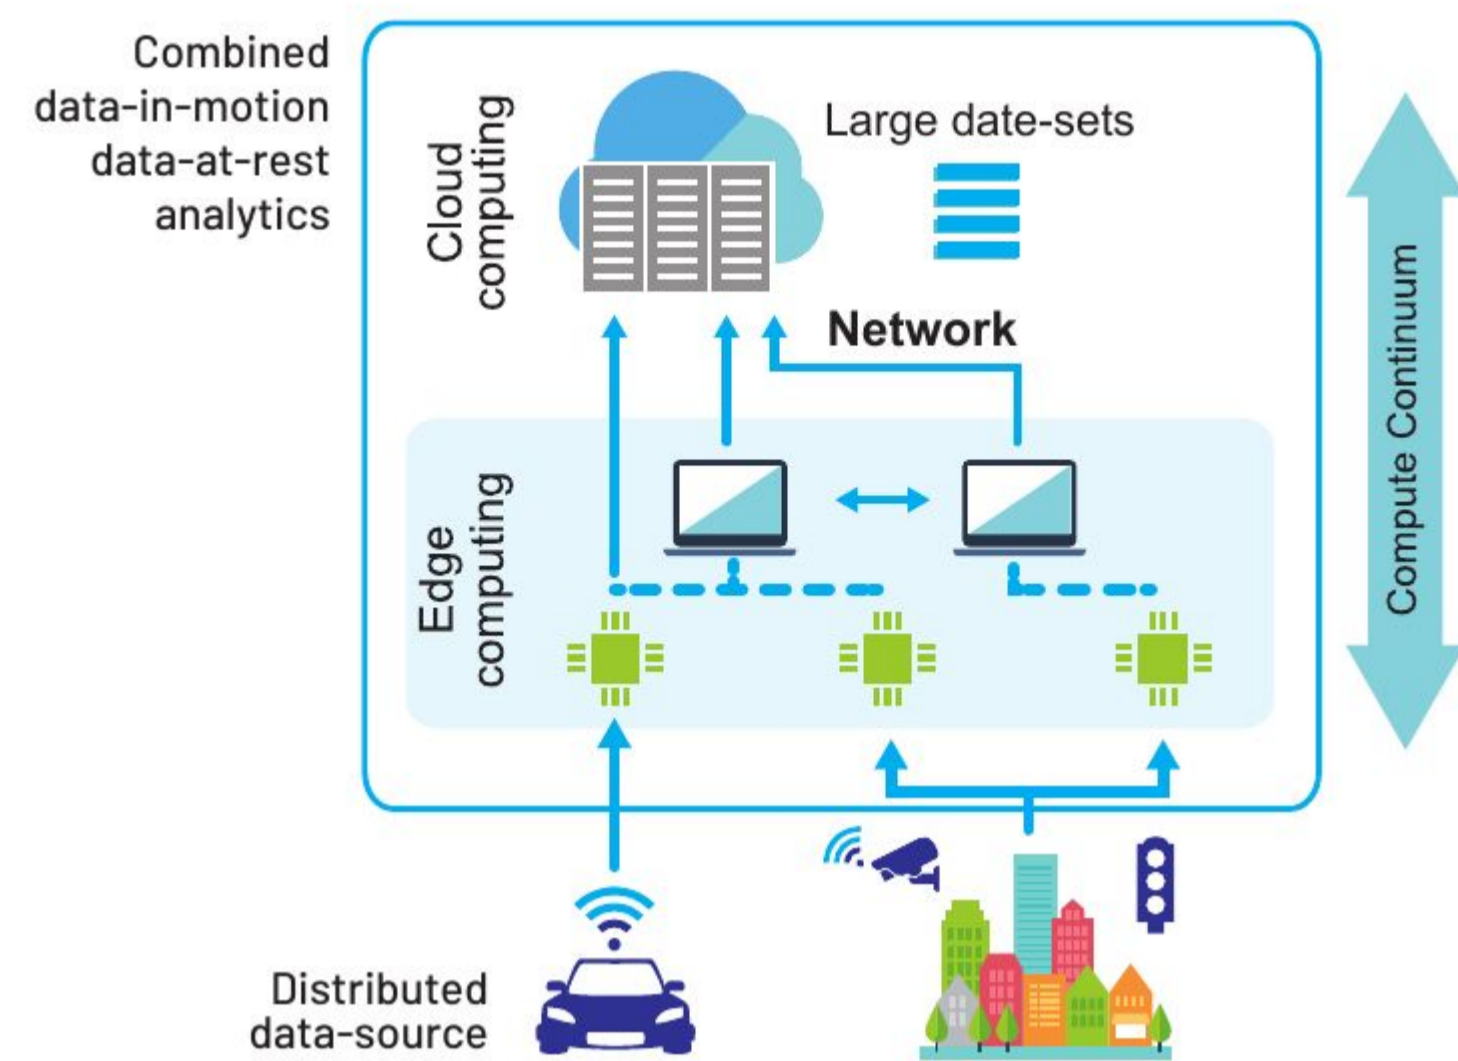 Combined
data-in-motion
data-at-rest
analytics
Cloud
computing
Large date-sets
Network
Edge
computing
Compute Continuum
Distributed
data-source